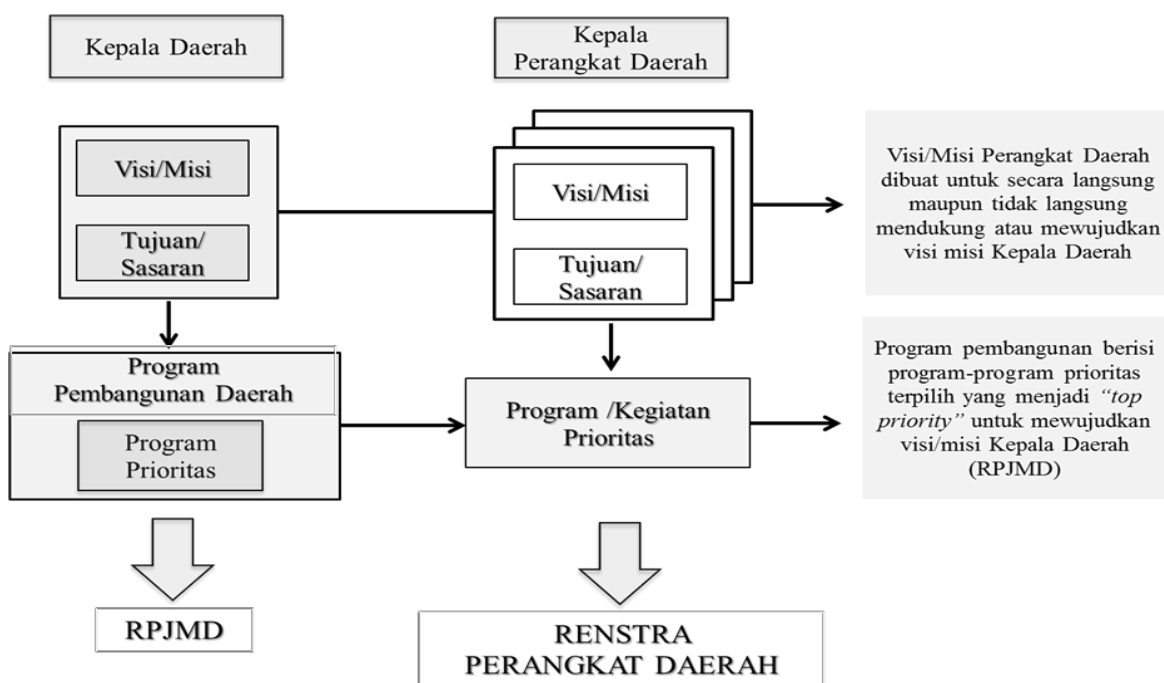 Kepala Daerah
Kepala
Perangkat Daerah
Visi/Misi
Tujuan/
Sasaran
Visi/Misi
Tujuan/
Sasaran
Visi/Misi Perangkat Daerah
dibuat untuk secara langsung
maupun tidak langsung
mendukung atau mewujudkan
visi misi Kepala Daerah
Program
Pembangunan Daerah
Program
Prioritas
Program /Kegiatan
Prioritas
Program pembangunan berisi
program-program prioritas
terpilih yang menjadi “top
priority” untuk mewujudkan
visi/misi Kepala Daerah
(RPJMD)
RPJMD
RENSTRA
PERANGKAT DAERAH